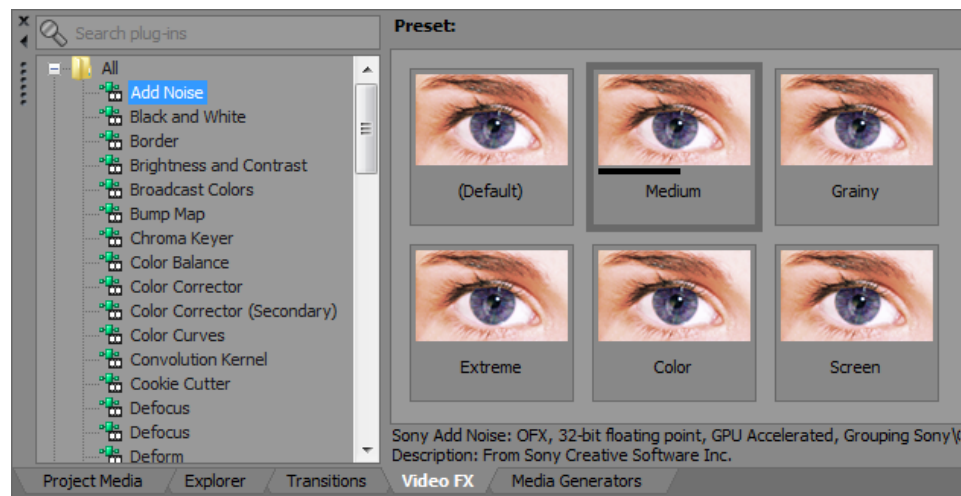 Search plug-ins
All
Add Noise
Black and White
Border
Brightness and Contrast
Broadcast Colors
Bump Map
Chroma Keyer
Color Balance
Color Corrector
Color Corrector (Secondary)
Color Curves
Convolution Kernel
Cookie Cutter
Defocus
Defocus
Deform
Preset:
(Default)
Medium
Grainy
Extreme
Color
Screen
Sony Add Noise: OFX, 32-bit floating point, GPU Accelerated, Grouping Sony\
Description: From Sony Creative Software Inc.
Project Media
Explorer
Transitions
Video FX
Media Generators